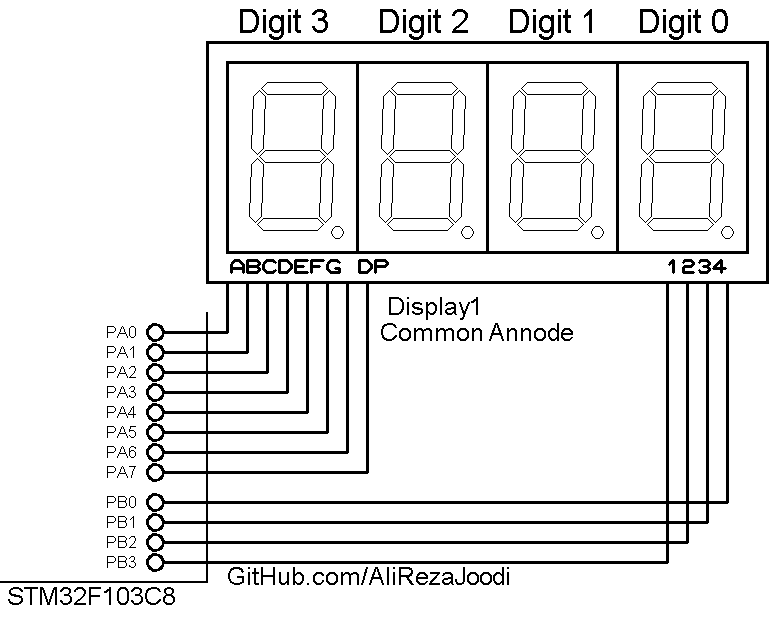 Digit 3 Digit 2 Digit 1 Digit 0
ABCDEFG DP 1234
Display1
Common Annode
PA0
PA1
PA2
PA3
PA4
PA5
PA6
PA7
PB0
PB1
PB2
PB3
GitHub.com/AliRezaJoodi
STM32F103C8